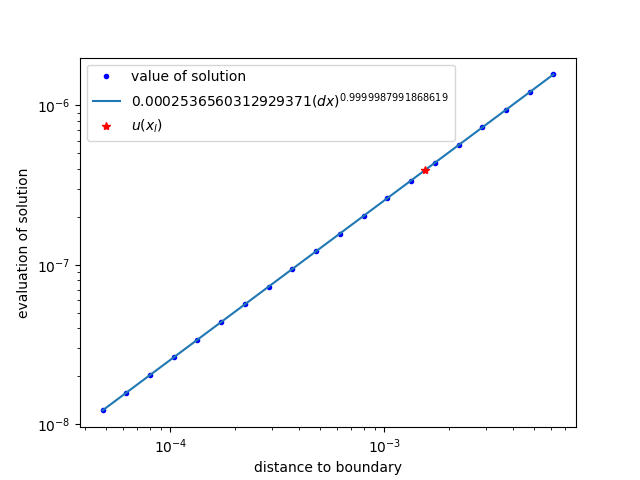 value of solution
0.0002536560312929371(dx)^0.9999987991868619
u(x_l)
10^−6
10^−7
10^−8
evaluation of solution
10^−4
10^−3
distance to boundary